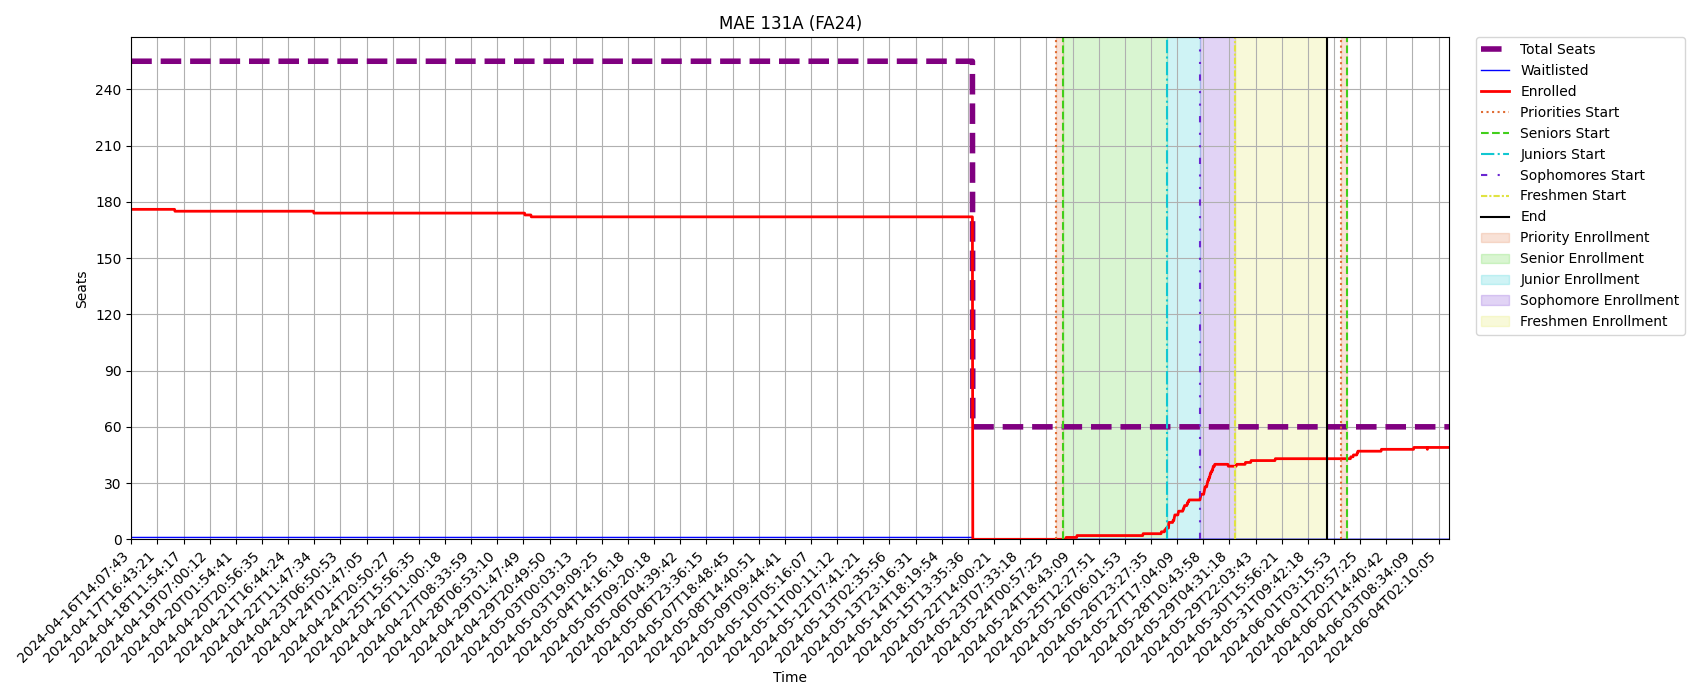 MAE 131A (FA24)
Seats
240
210
180
150
120
90
60
30
0
2024-04-16T14:07:43
2024-04-17T16:43:21
2024-04-18T11:54:17
2024-04-19T07:00:12
2024-04-20T01:54:41
2024-04-20T20:56:35
2024-04-21T16:44:24
2024-04-22T11:47:34
2024-04-23T06:50:53
2024-04-24T01:47:05
2024-04-24T20:50:27
2024-04-25T15:56:35
2024-04-26T11:00:18
2024-04-27T08:33:59
2024-04-28T06:53:10
2024-04-29T01:47:49
2024-04-29T20:49:50
2024-05-03T00:03:13
2024-05-03T19:09:25
2024-05-04T14:16:18
2024-05-05T09:20:18
2024-05-06T04:39:42
2024-05-06T23:36:15
2024-05-07T18:48:45
2024-05-08T14:40:51
2024-05-09T09:44:41
2024-05-10T05:16:07
2024-05-11T00:11:12
2024-05-12T07:41:21
2024-05-13T02:35:56
2024-05-13T23:16:31
2024-05-14T18:19:54
2024-05-15T13:35:36
2024-05-22T14:00:21
2024-05-23T07:33:18
2024-05-24T00:57:25
2024-05-24T18:43:09
2024-05-25T12:27:51
2024-05-26T06:01:53
2024-05-26T23:27:35
2024-05-27T17:04:09
2024-05-28T10:43:58
2024-05-29T04:31:18
2024-05-29T22:03:43
2024-05-30T15:56:21
2024-05-31T09:42:18
2024-06-01T03:15:53
2024-06-01T20:57:25
2024-06-02T14:40:42
2024-06-03T08:34:09
2024-06-04T02:10:05
Time
Total Seats
Waitlisted
Enrolled
Priorities Start
Seniors Start
Juniors Start
Sophomores Start
Freshmen Start
End
Priority Enrollment
Senior Enrollment
Junior Enrollment
Sophomore Enrollment
Freshmen Enrollment